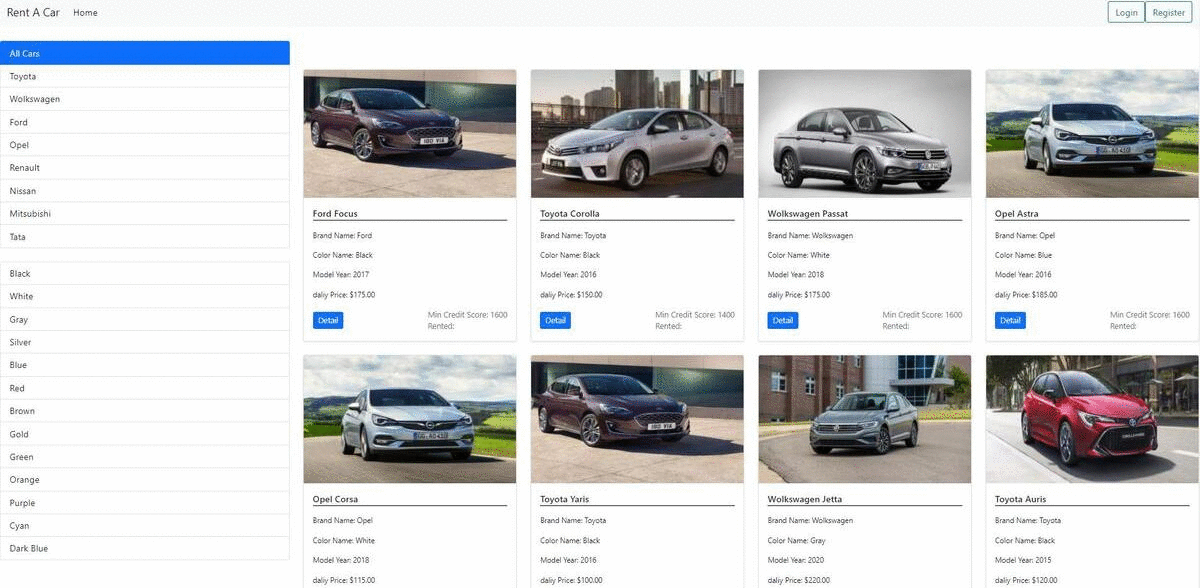 Rent A Car Home Login Register
All Cars
Toyota
Wolkswagen
Ford
Opel
Renault
Nissan
Mitsubishi
Tata
Black
White
Gray
Silver
Blue
Red
Brown
Gold
Green
Orange
Purple
Cyan
Dark Blue
Ford Focus
Brand Name: Ford
Color Name: Black
Model Year: 2017
daliy Price: $175.00
Detail
Min Credit Score: 1600
Rented:
Toyota Corolla
Brand Name: Toyota
Color Name: Black
Model Year: 2016
daliy Price: $150.00
Detail
Min Credit Score: 1400
Rented:
Wolkswagen Passat
Brand Name: Wolkswagen
Color Name: White
Model Year: 2018
daliy Price: $175.00
Detail
Min Credit Score: 1600
Rented:
Opel Astra
Brand Name: Opel
Color Name: Blue
Model Year: 2016
daliy Price: $185.00
Detail
Min Credit Score: 1600
Rented:
Opel Corsa
Brand Name: Opel
Color Name: White
Model Year: 2018
daliy Price: $115.00
Toyota Yaris
Brand Name: Toyota
Color Name: Black
Model Year: 2016
daliy Price: $100.00
Wolkswagen Jetta
Brand Name: Wolkswagen
Color Name: Gray
Model Year: 2020
daliy Price: $220.00
Toyota Auris
Brand Name: Toyota
Color Name: Black
Model Year: 2015
daliy Price: $120.00